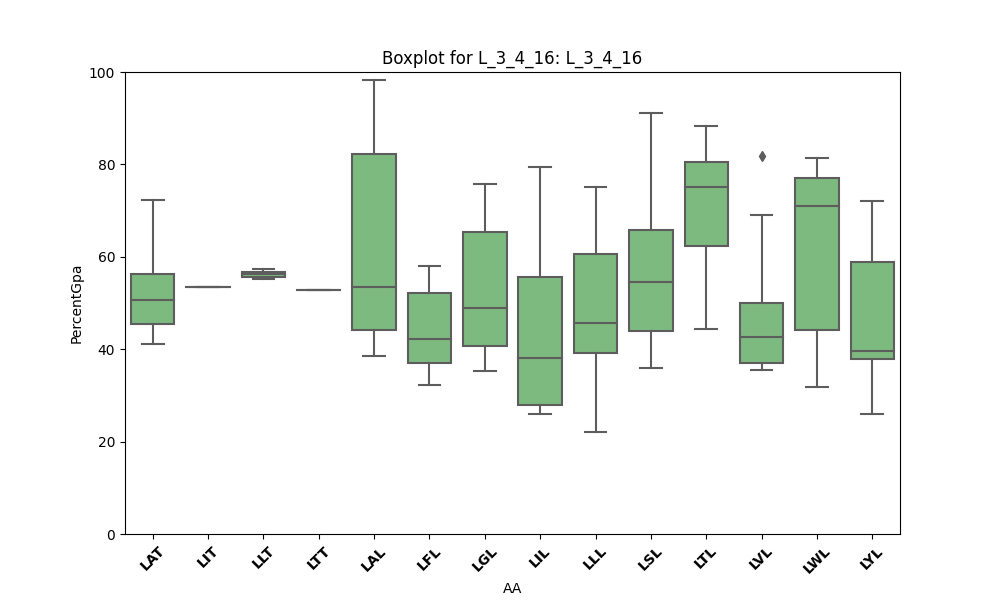 Boxplot for L_3_4_16: L_3_4_16
PercentGpa
100
80
60
40
20
0
LAT LIT LLT LTT LAL LFL LGL LIL LLL LSL LTL LVL LWL LYL
AA